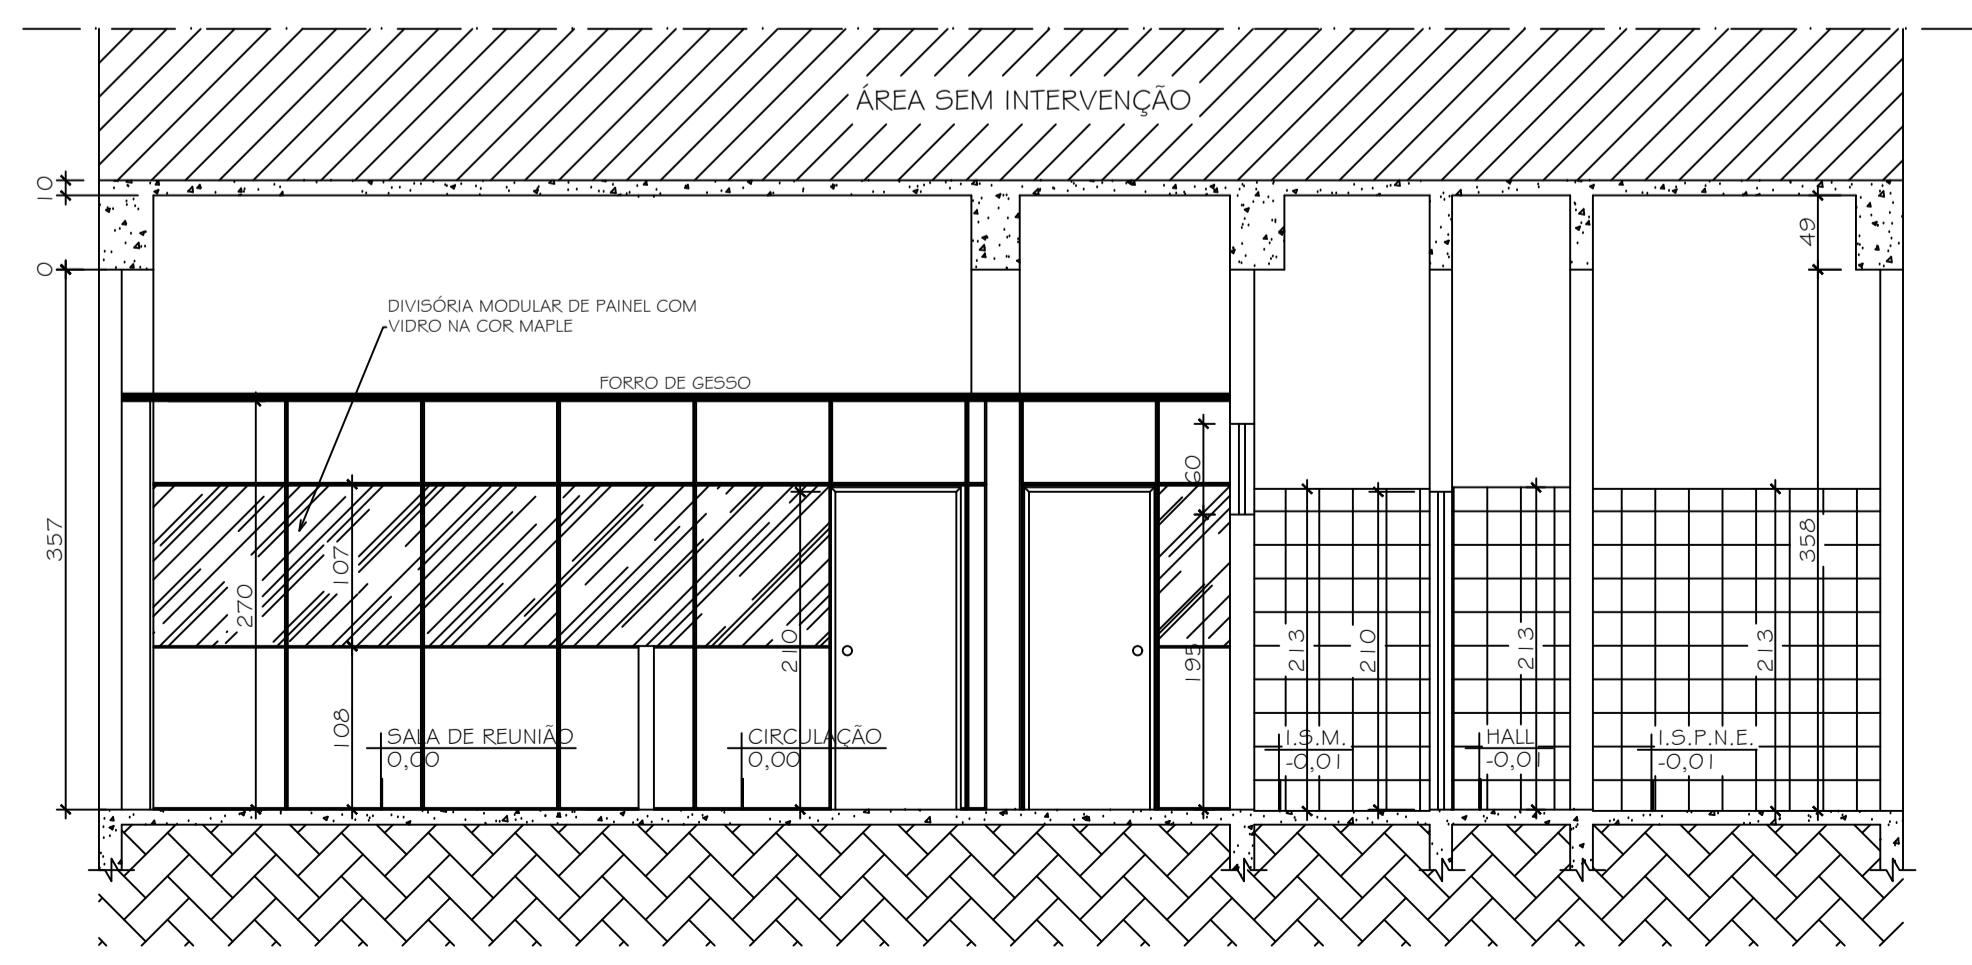 ÁREA SEM INTERVENÇÃO
10
0
49
DIVISÓRIA MODULAR DE PAINEL COM
VIDRO NA COR MAPLE
FORRO DE GESSO
357
270
107
108
210
60
195
213
210
213
213
358
SALA DE REUNIÃO
0,00
CIRCULAÇÃO
0,00
I.S.M.
-0,01
HALL
-0,01
I.S.P.N.E.
-0,01